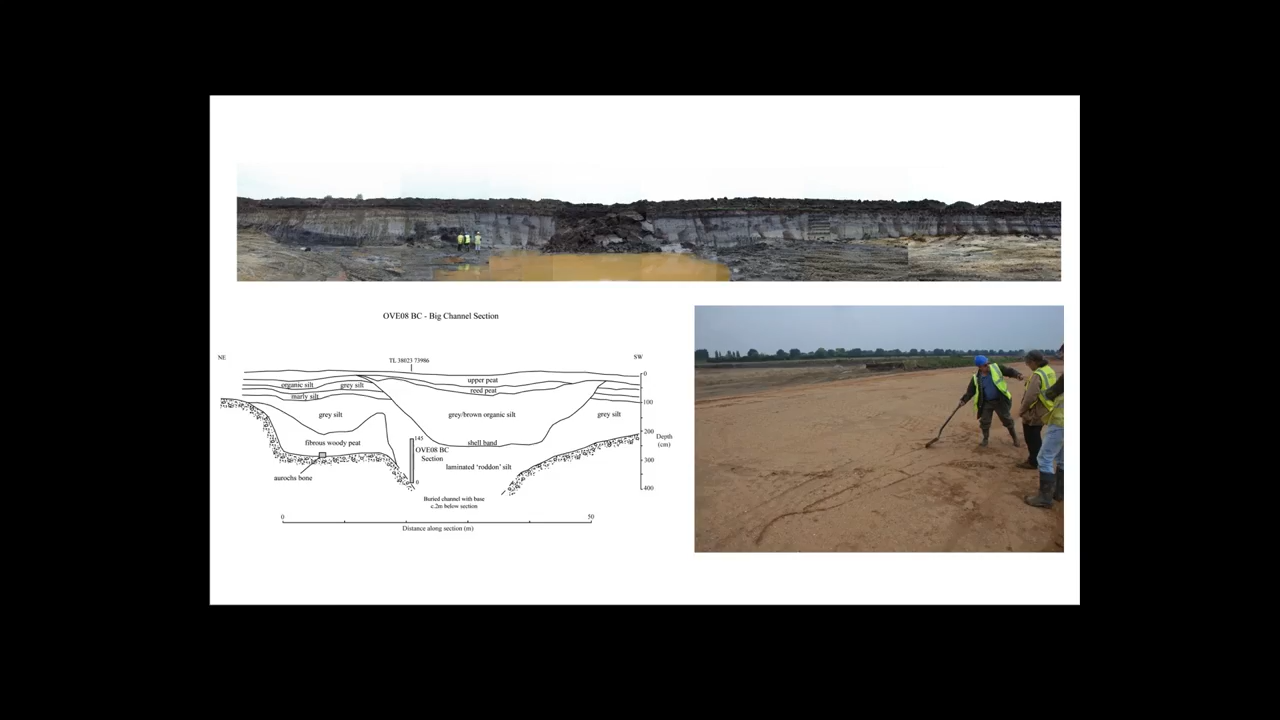 OVE08 BC - Big Channel Section
NE
TL 38023 73986
SW
0
upper peat
organic silt
grey silt
reed peat
marly silt
100
grey silt
grey/brown organic silt
grey silt
200
145
Depth
(cm)
fibrous woody peat
shell band
OVE08 BC
Section
300
laminated ‘roddon’ silt
aurochs bone
0
400
Buried channel with base
c.2m below section
0
50
Distance along section (m)